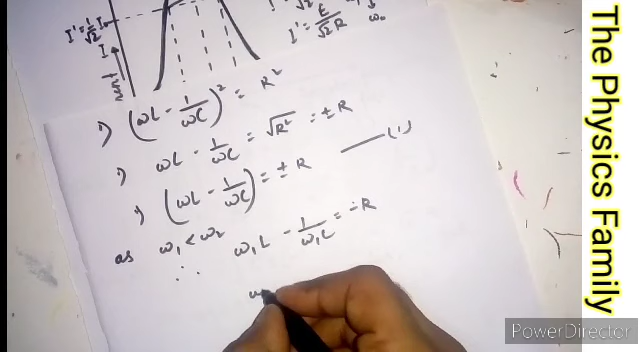 I' = 1/√2 I₀
I
I' = E/√2R
ω₀
⇒ (ωL - 1/ωC)² = R²
⇒ ωL - 1/ωC = √R² = ±R
⇒ (ωL - 1/ωC) = ± R —(1)
as ω₁ < ω₂
∴ ω₁L - 1/ω₁C = -R
ω
The Physics Family
PowerDirector